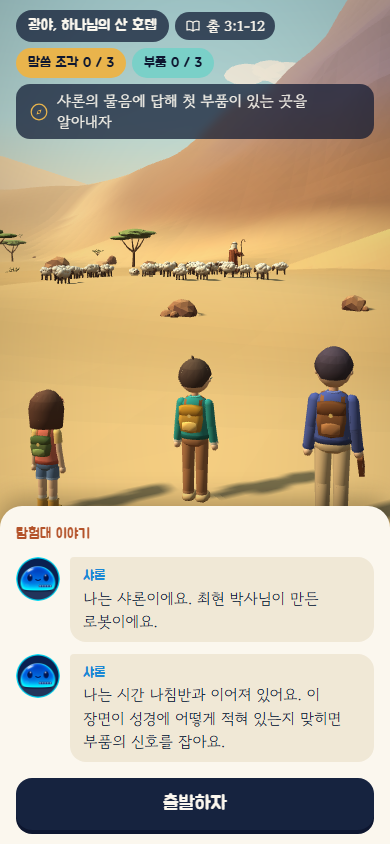 광야, 하나님의 산 호렙
출 3:1-12
말씀 조각 0 / 3
부품 0 / 3
샤론의 물음에 답해 첫 부품이 있는 곳을
알아내자
탐험대 이야기
샤론
나는 샤론이에요. 최현 박사님이 만든
로봇이에요.
샤론
나는 시간 나침반과 이어져 있어요. 이
장면이 성경에 어떻게 적혀 있는지 맞히면
부품의 신호를 잡아요.
출발하자